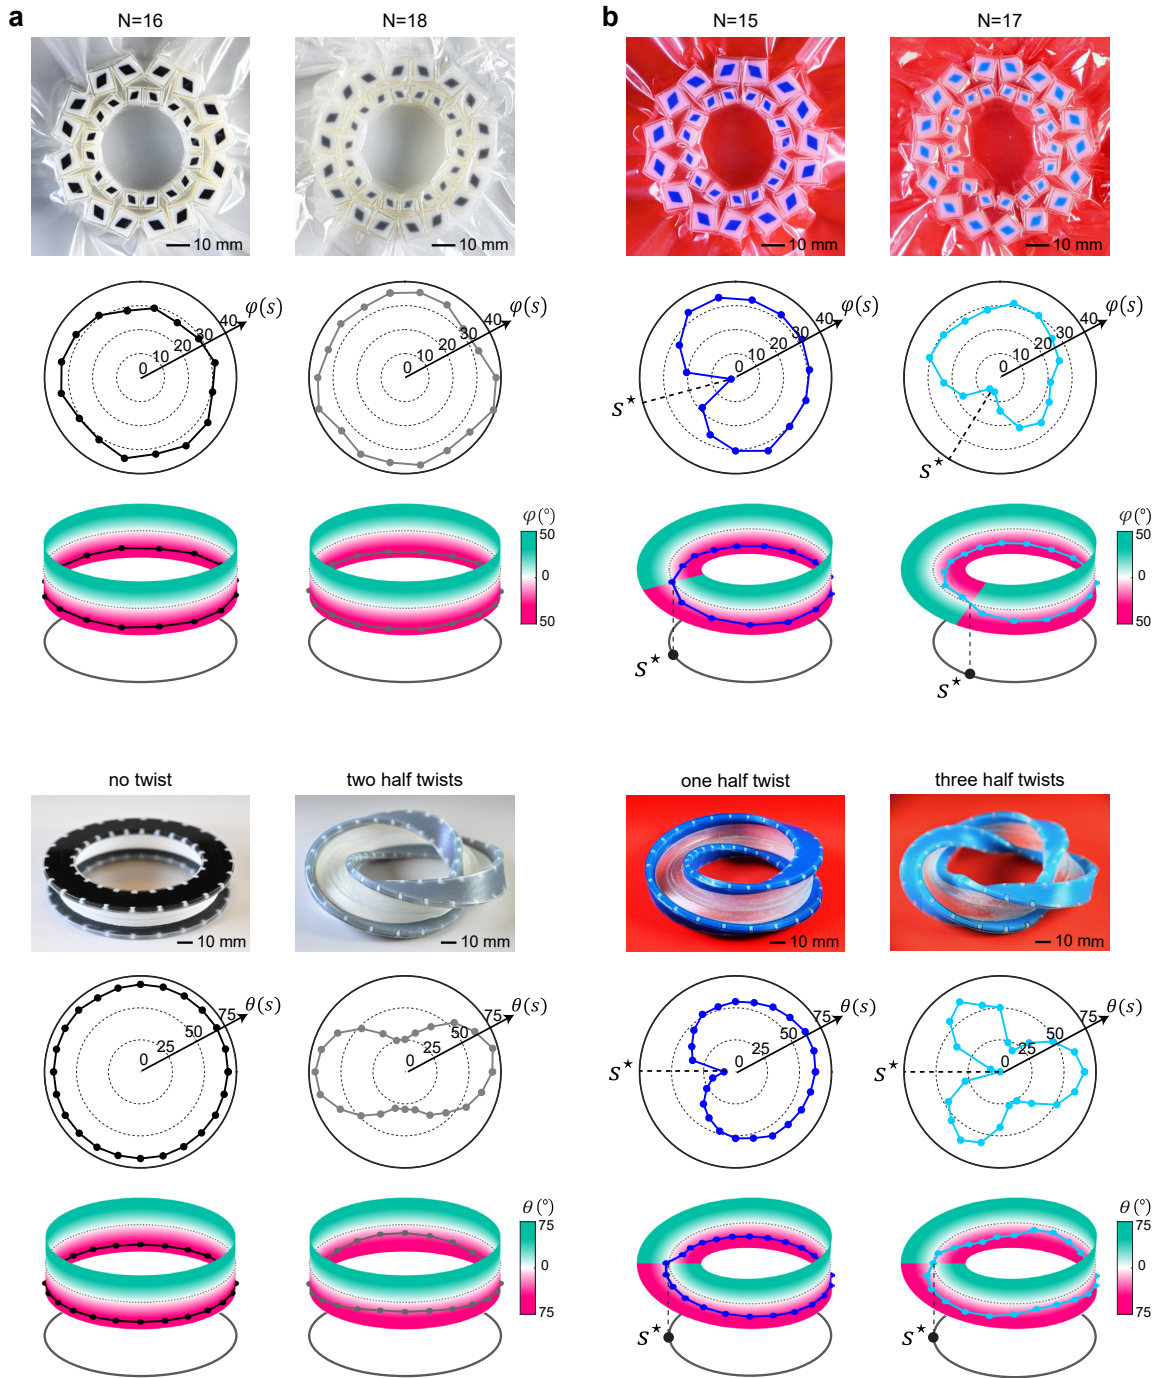 a
b
N=16
N=18
N=15
N=17
10 mm
10 mm
10 mm
10 mm
0 10 20 30 40 φ(s)
0 10 20 30 40 φ(s)
0 10 20 30 40 φ(s)
s★
0 10 20 30 40 φ(s)
s★
φ(°)
50
0
50
φ(°)
50
0
50
s★
s★
no twist
two half twists
one half twist
three half twists
10 mm
10 mm
10 mm
10 mm
0 25 50 75 θ(s)
0 25 50 75 θ(s)
0 25 50 75 θ(s)
s★
0 25 50 75 θ(s)
s★
θ(°)
75
0
75
θ(°)
75
0
75
s★
s★